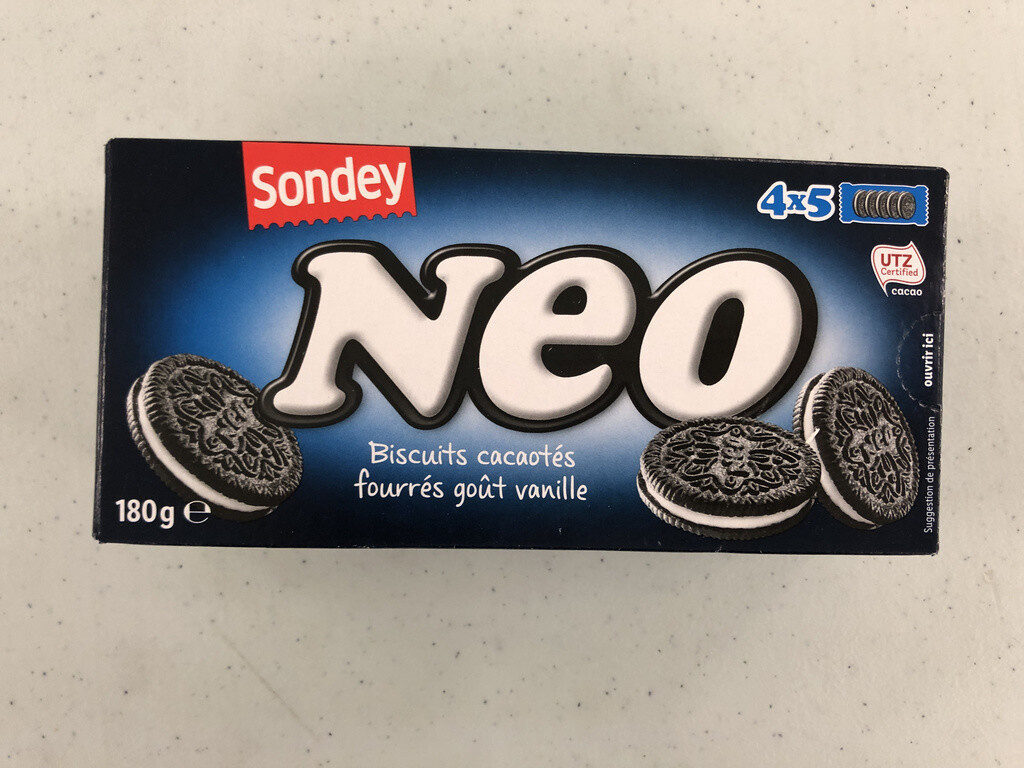 Sondey
4x5
UTZ
Certified
cacao
Neo
ouvrir ici
Biscuits cacaotés
fourrés goût vanille
180g ℮
Suggestion de présentation